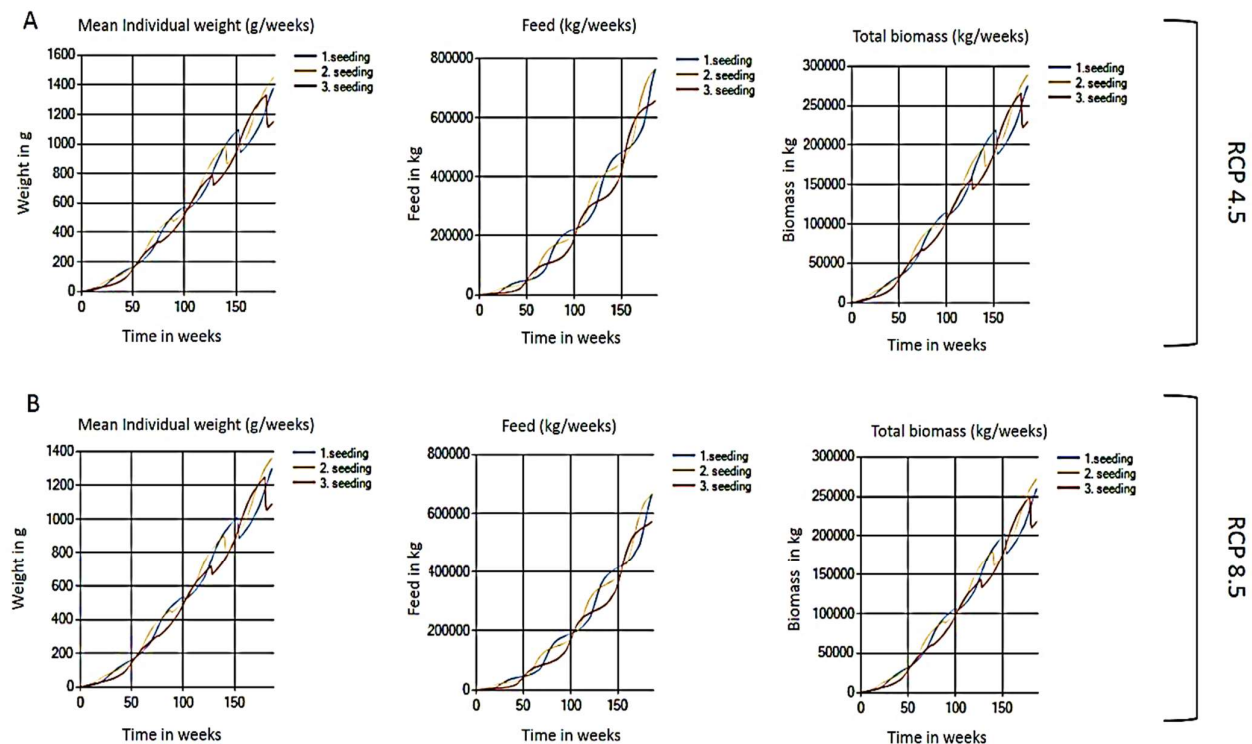 A
Mean Individual weight (g/weeks)
1600
1400
1200
1000
800
600
400
200
0
Weight in g
0 50 100 150
Time in weeks
1.seeding
2. seeding
3. seeding
Feed (kg/weeks)
800000
600000
400000
200000
0
Feed in kg
0 50 100 150
Time in weeks
1.seeding
2. seeding
3. seeding
Total biomass (kg/weeks)
300000
250000
200000
150000
100000
50000
0
Biomass in kg
0 50 100 150
Time in weeks
1.seeding
2. seeding
3. seeding
RCP 4.5
B
Mean Individual weight (g/weeks)
1400
1200
1000
800
600
400
200
0
Weight in g
0 50 100 150
Time in weeks
1.seeding
2. seeding
3. seeding
Feed (kg/weeks)
800000
600000
400000
200000
0
Feed in kg
0 50 100 150
Time in weeks
1.seeding
2. seeding
3. seeding
Total biomass (kg/weeks)
300000
250000
200000
150000
100000
50000
0
Biomass in kg
0 50 100 150
Time in weeks
1.seeding
2. seeding
3. seeding
RCP 8.5